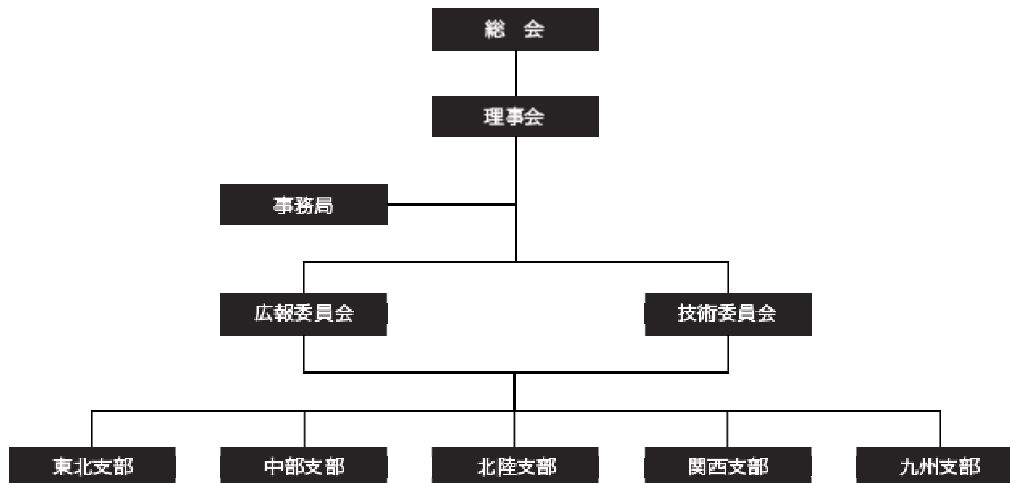 総　会
理事会
事務局
広報委員会
技術委員会
東北支部
中部支部
北陸支部
関西支部
九州支部